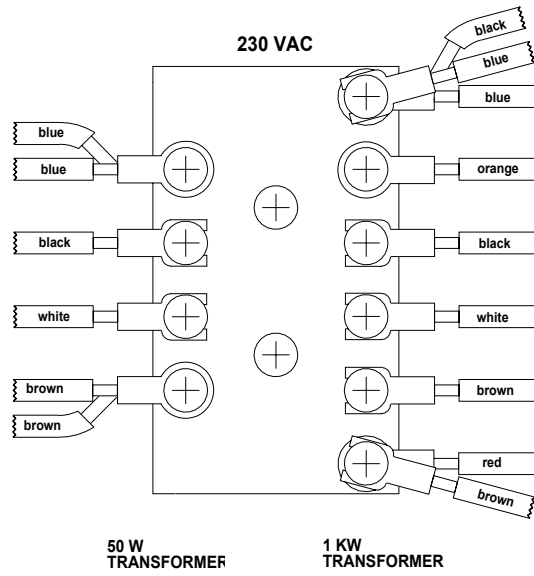 230 VAC
black
blue
blue
orange
black
white
brown
red
brown
blue
blue
black
white
brown
brown
50 W
TRANSFORMER
1 KW
TRANSFORMER